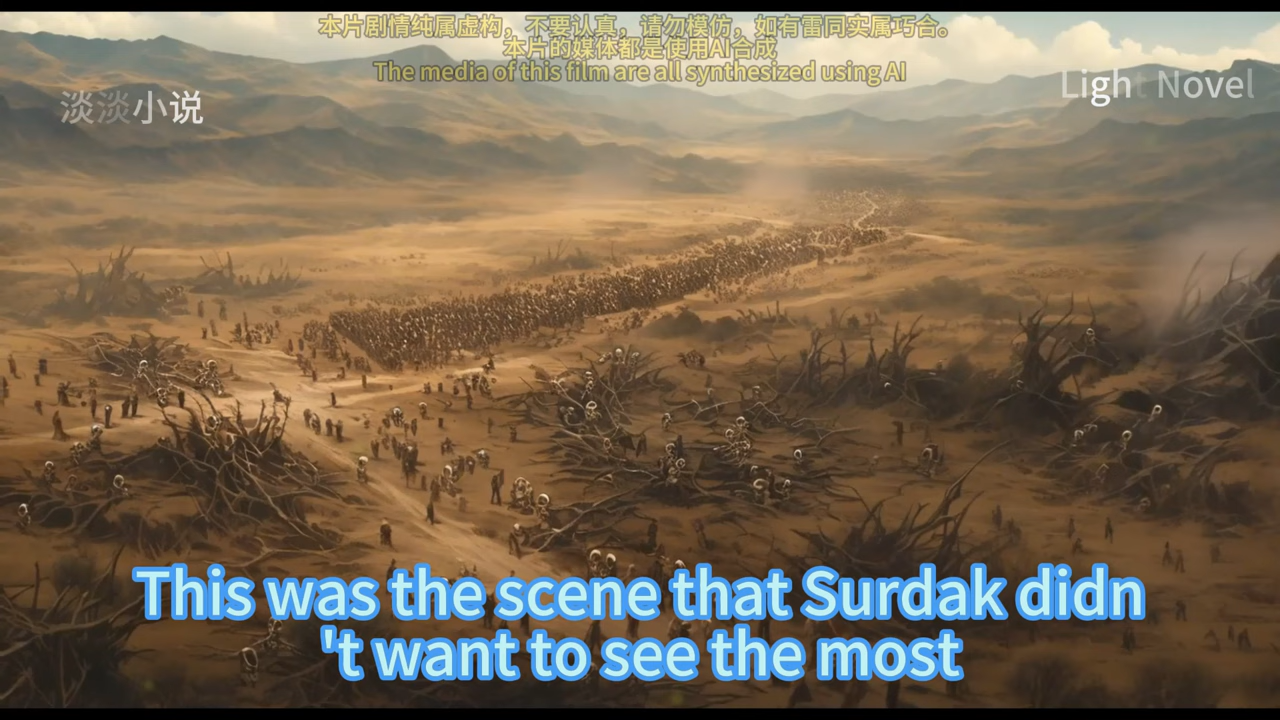 本片剧情纯属虚构，不要认真，请勿模仿，如有雷同实属巧合。
本片的媒体都是使用AI合成
The media of this film are all synthesized using AI
淡淡小说
Light Novel
This was the scene that Surdak didn
't want to see the most